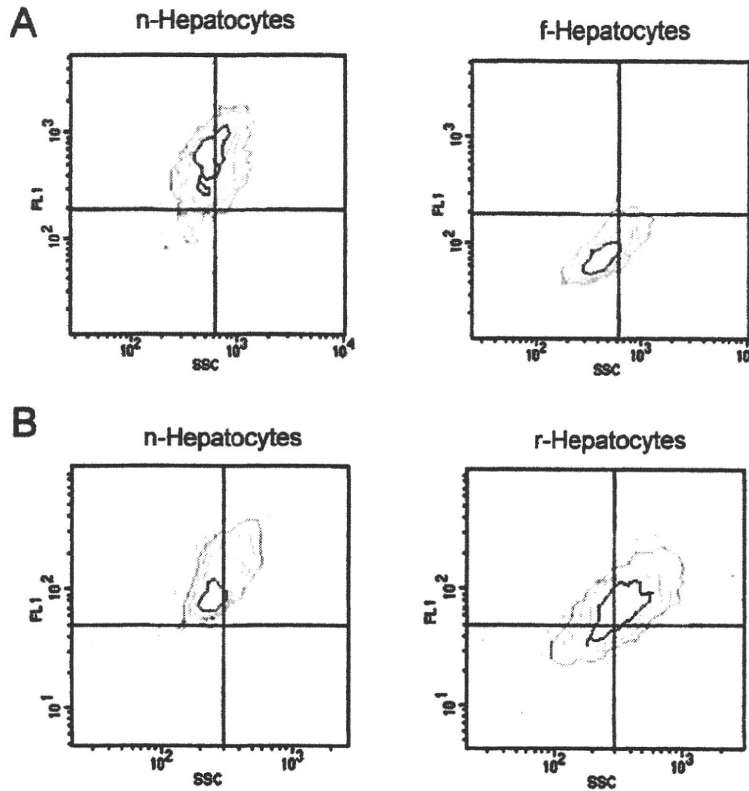 A
n-Hepatocytes
f-Hepatocytes
FL1
10³
10²
10² 10³ 10⁴
SSC
FL1
10³
10²
10² 10³ 10
SSC
B
n-Hepatocytes
r-Hepatocytes
FL1
10²
10¹
10² 10³
SSC
FL1
10²
10¹
10² 10³
SSC